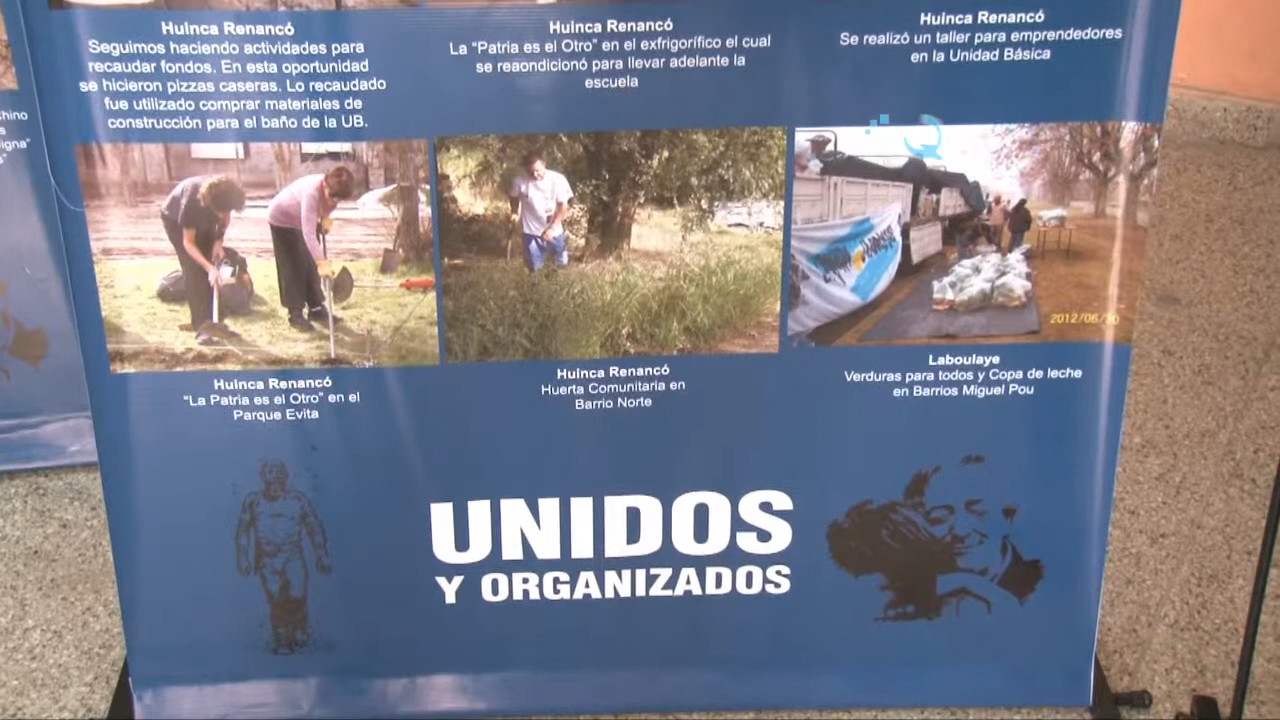 Huinca Renancó
Seguimos haciendo actividades para
recaudar fondos. En esta oportunidad
se hicieron pizzas caseras. Lo recaudado
fue utilizado comprar materiales de
construcción para el baño de la UB.
Huinca Renancó
La “Patria es el Otro” en el exfrigorífico el cual
se reaondicionó para llevar adelante la
escuela
Huinca Renancó
Se realizó un taller para emprendedores
en la Unidad Básica
2012/06/30
Huinca Renancó
“La Patria es el Otro” en el
Parque Evita
Huinca Renancó
Huerta Comunitaria en
Barrio Norte
Laboulaye
Verduras para todos y Copa de leche
en Barrios Miguel Pou
UNIDOS
Y ORGANIZADOS